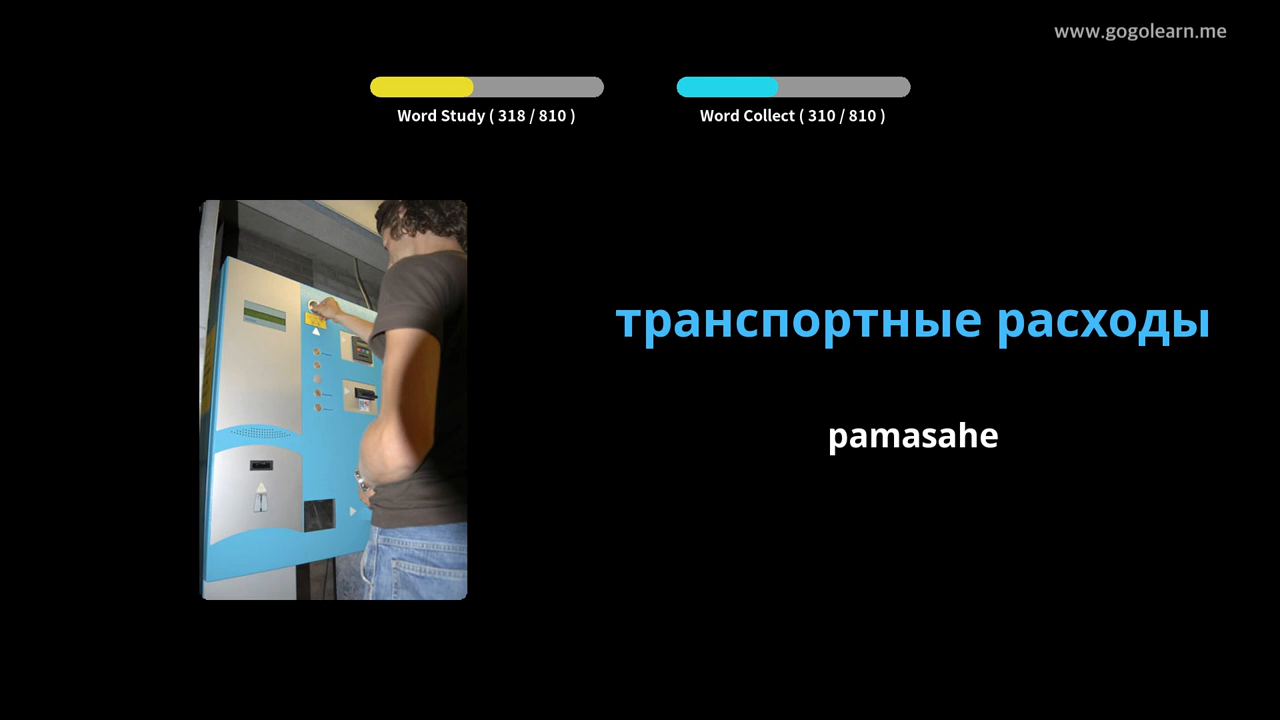 www.gogolearn.me
Word Study ( 318 / 810 )
Word Collect ( 310 / 810 )
транспортные расходы
pamasahe